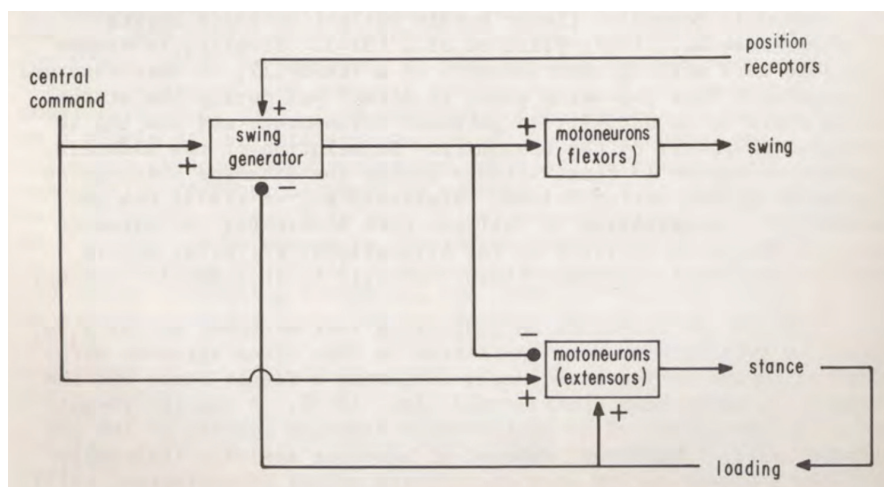 position
receptors
central
command
+
+
swing
generator
−
+
motoneurons
(flexors)
swing
−
motoneurons
(extensors)
+
+
stance
loading